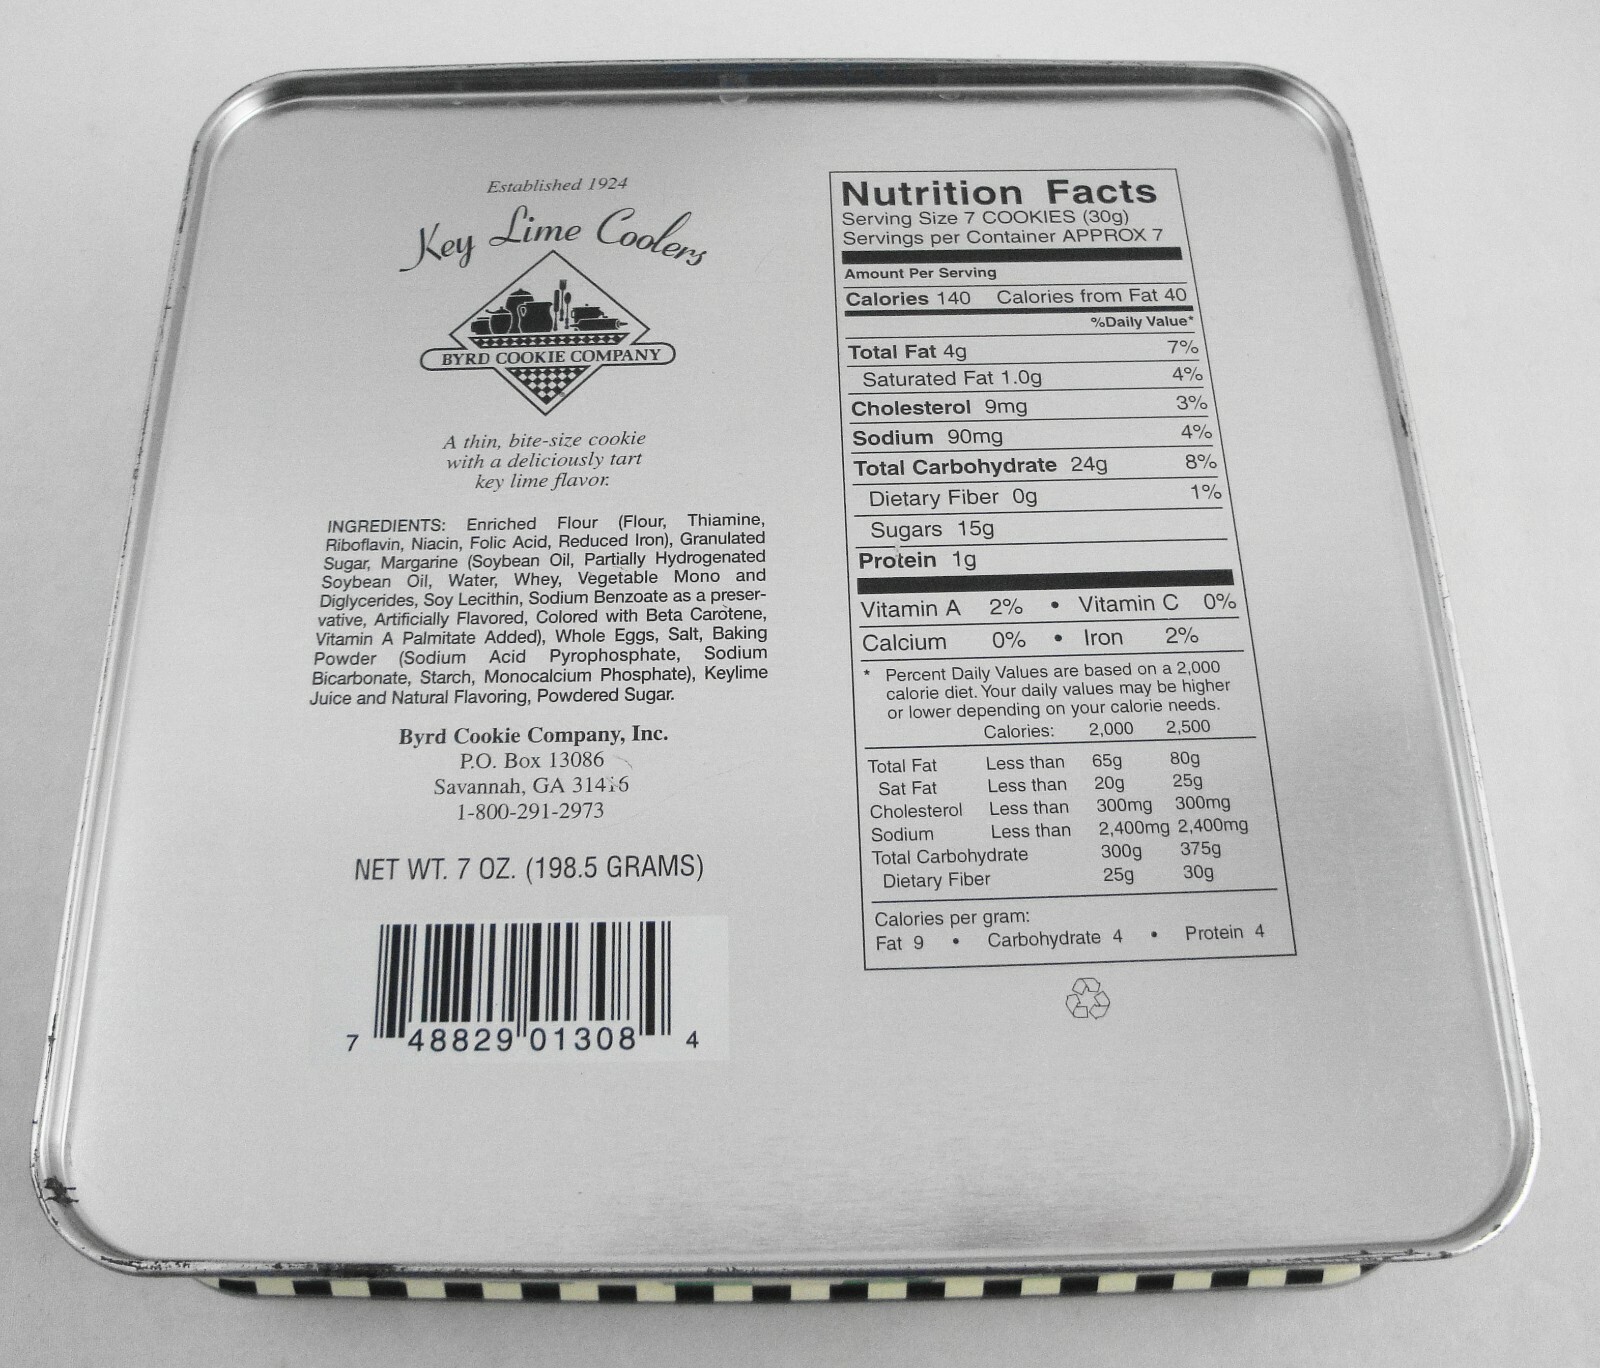 Established 1924
Key Lime Coolers
BYRD COOKIE COMPANY
A thin, bite-size cookie
with a deliciously tart
key lime flavor.
INGREDIENTS: Enriched Flour (Flour, Thiamine,
Riboflavin, Niacin, Folic Acid, Reduced Iron), Granulated
Sugar, Margarine (Soybean Oil, Partially Hydrogenated
Soybean Oil, Water, Whey, Vegetable Mono and
Diglycerides, Soy Lecithin, Sodium Benzoate as a preser-
vative, Artificially Flavored, Colored with Beta Carotene,
Vitamin A Palmitate Added), Whole Eggs, Salt, Baking
Powder (Sodium Acid Pyrophosphate, Sodium
Bicarbonate, Starch, Monocalcium Phosphate), Keylime
Juice and Natural Flavoring, Powdered Sugar.
Byrd Cookie Company, Inc.
P.O. Box 13086
Savannah, GA 31416
1-800-291-2973
NET WT. 7 OZ. (198.5 GRAMS)
7 48829 01308 4
Nutrition Facts
Serving Size 7 COOKIES (30g)
Servings per Container APPROX 7
Amount Per Serving
Calories 140 Calories from Fat 40
%Daily Value*
Total Fat 4g 7%
Saturated Fat 1.0g 4%
Cholesterol 9mg 3%
Sodium 90mg 4%
Total Carbohydrate 24g 8%
Dietary Fiber 0g 1%
Sugars 15g
Protein 1g
Vitamin A 2% • Vitamin C 0%
Calcium 0% • Iron 2%
* Percent Daily Values are based on a 2,000
calorie diet. Your daily values may be higher
or lower depending on your calorie needs.
Calories: 2,000 2,500
Total Fat Less than 65g 80g
Sat Fat Less than 20g 25g
Cholesterol Less than 300mg 300mg
Sodium Less than 2,400mg 2,400mg
Total Carbohydrate 300g 375g
Dietary Fiber 25g 30g
Calories per gram:
Fat 9 • Carbohydrate 4 • Protein 4